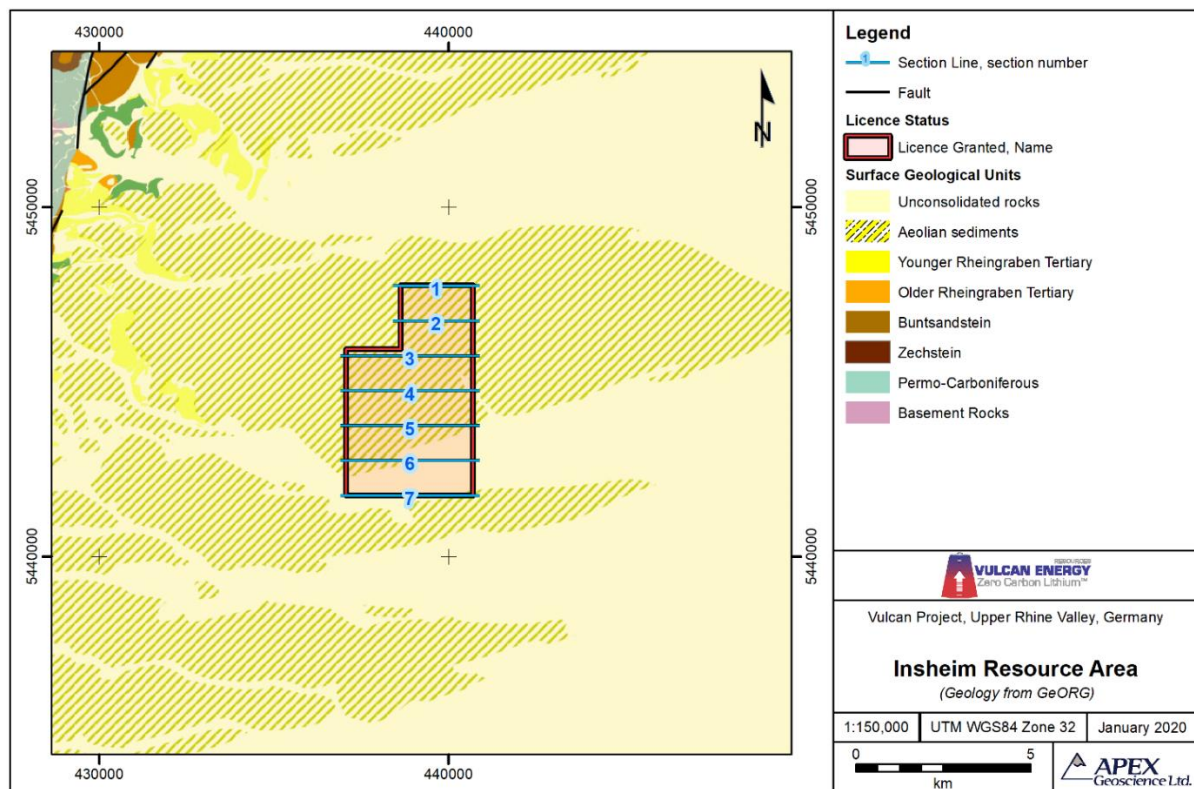 430000
440000
5450000
5450000
5440000
5440000
430000
440000
N
1
2
3
4
5
6
7
Legend
1
Section Line, section number
Fault
Licence Status
Licence Granted, Name
Surface Geological Units
Unconsolidated rocks
Aeolian sediments
Younger Rheingraben Tertiary
Older Rheingraben Tertiary
Buntsandstein
Zechstein
Permo-Carboniferous
Basement Rocks
RESOURCES
VULCAN ENERGY
Zero Carbon Lithium™
Vulcan Project, Upper Rhine Valley, Germany
Insheim Resource Area
(Geology from GeORG)
1:150,000 UTM WGS84 Zone 32 January 2020
0 5
km
APEX
Geoscience Ltd.